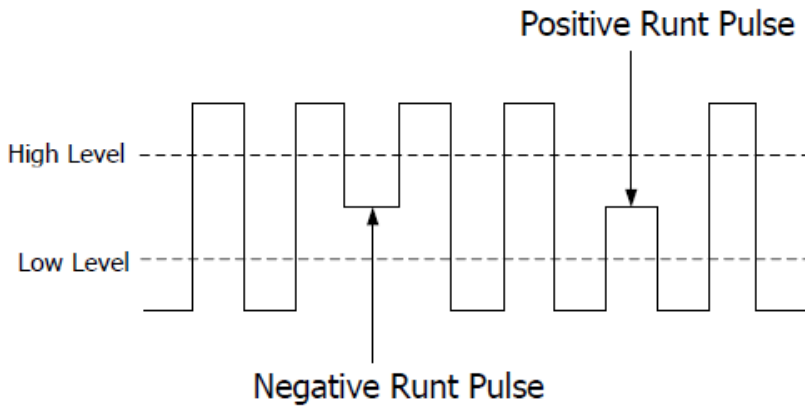 Positive Runt Pulse
High Level
Low Level
Negative Runt Pulse